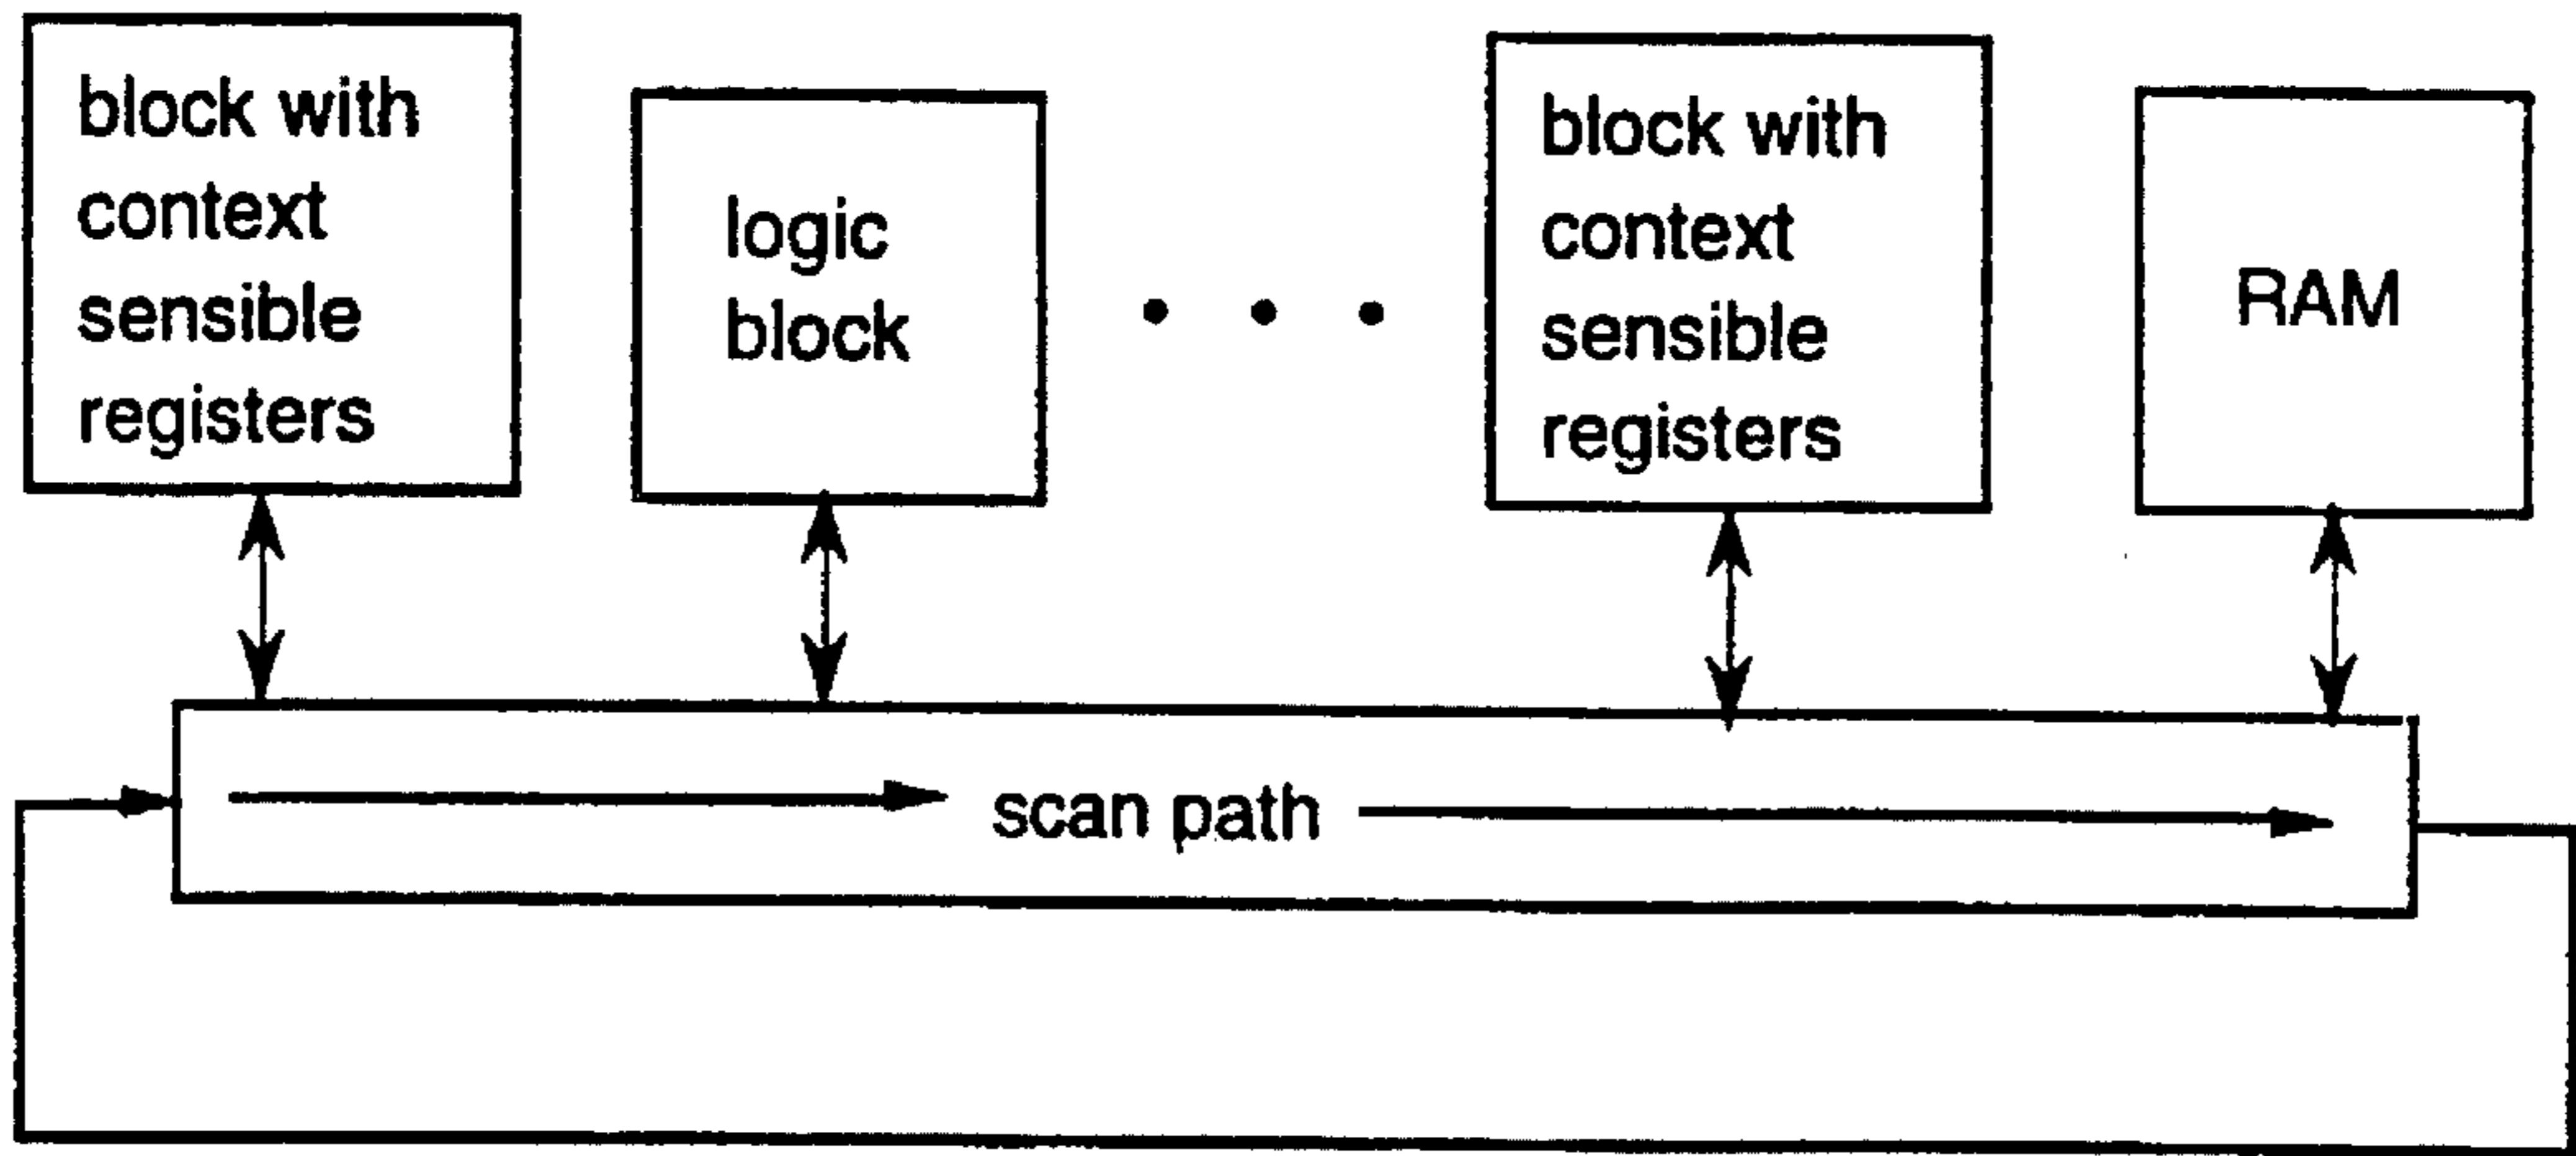 block with
context
sensible
registers
logic
block
block with
context
sensible
registers
RAM
scan path